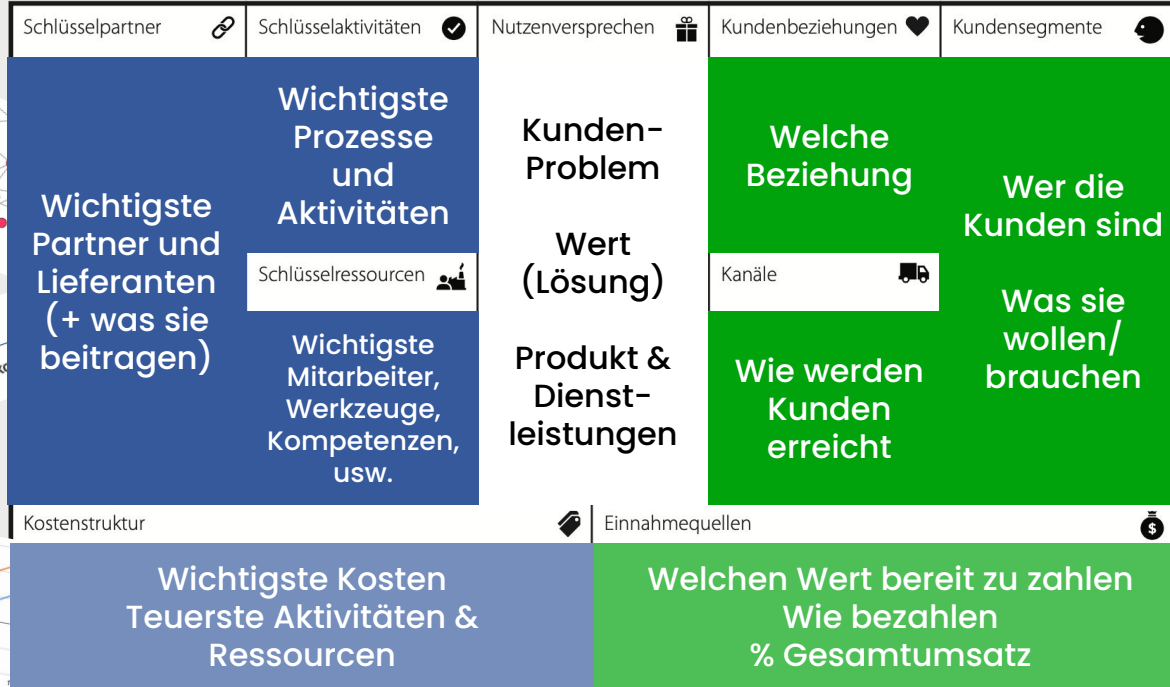 Schlüsselpartner
Schlüsselaktivitäten
Nutzenversprechen
Kundenbeziehungen
Kundensegmente
Wichtigste
Partner und
Lieferanten
(+ was sie
beitragen)
Wichtigste
Prozesse
und
Aktivitäten
Schlüsselressourcen
Wichtigste
Mitarbeiter,
Werkzeuge,
Kompetenzen,
usw.
Kunden-
Problem
Wert
(Lösung)
Produkt &
Dienst-
leistungen
Welche
Beziehung
Kanäle
Wie werden
Kunden
erreicht
Wer die
Kunden sind
Was sie
wollen/
brauchen
Kostenstruktur
Wichtigste Kosten
Teuerste Aktivitäten &
Ressourcen
Einnahmequellen
$
Welchen Wert bereit zu zahlen
Wie bezahlen
% Gesamtumsatz